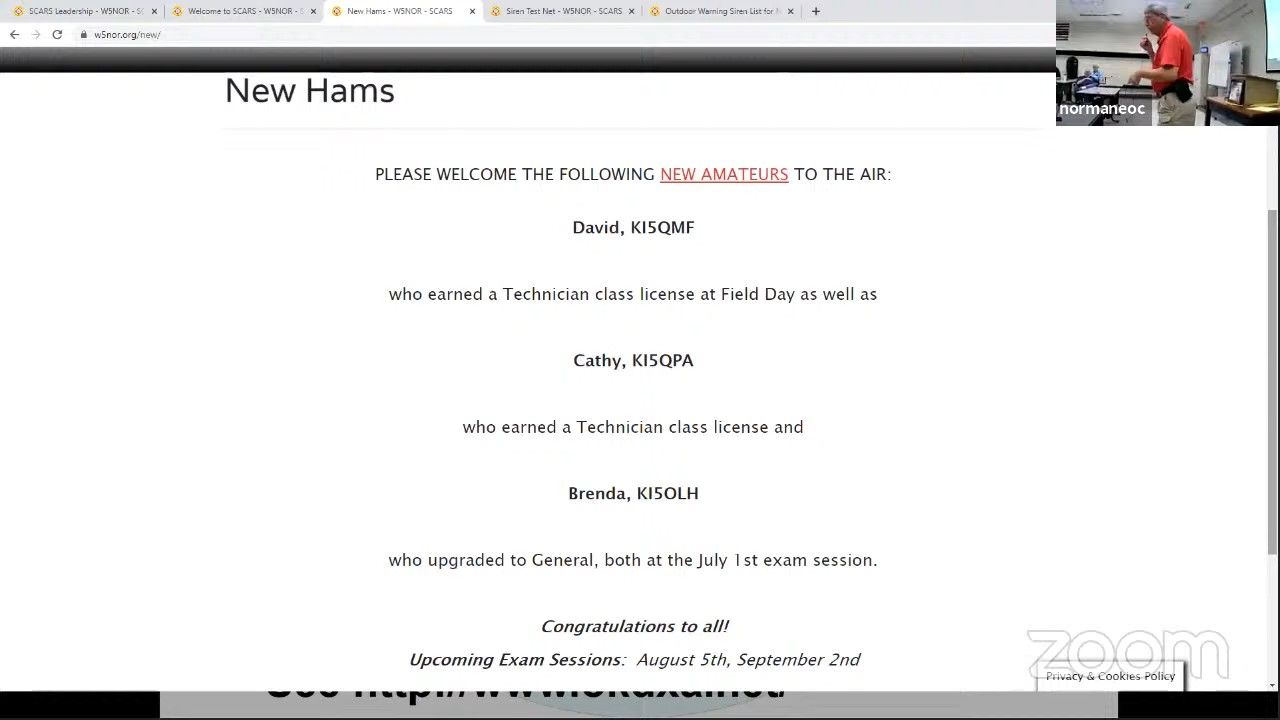 SCARS Leadership - W5NOR - S
Welcome to SCARS - W5NOR -
New Hams - W5NOR - SCARS
Siren Test Net - W5NOR - SCARS
Outdoor Warning Siren List for
w5nor.org/new/
normaneoc
New Hams
PLEASE WELCOME THE FOLLOWING NEW AMATEURS TO THE AIR:
David, KI5QMF
who earned a Technician class license at Field Day as well as
Cathy, KI5QPA
who earned a Technician class license and
Brenda, KI5OLH
who upgraded to General, both at the July 1st exam session.
Congratulations to all!
Upcoming Exam Sessions: August 5th, September 2nd
zoom
Privacy & Cookies Policy